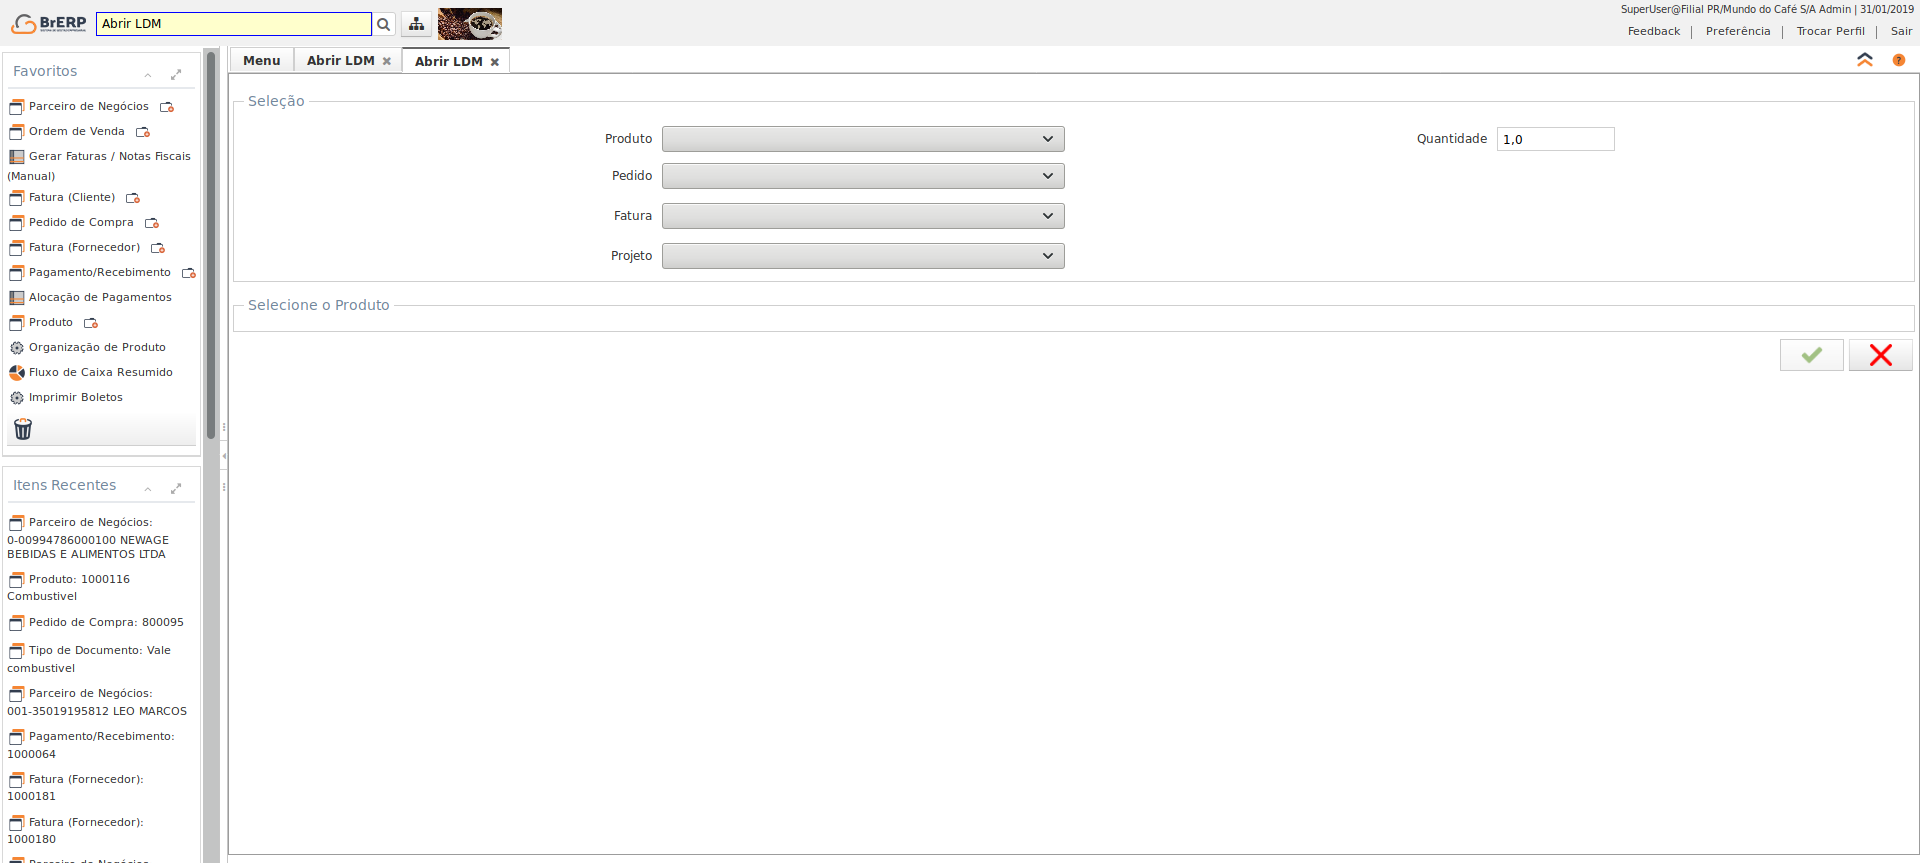 BrERP
Abrir LDM
SuperUser@Filial PR/Mundo do Café S/A Admin | 31/01/2019
Feedback | Preferência | Trocar Perfil | Sair
Menu
Abrir LDM
Abrir LDM
Favoritos
Parceiro de Negócios
Ordem de Venda
Gerar Faturas / Notas Fiscais
(Manual)
Fatura (Cliente)
Pedido de Compra
Fatura (Fornecedor)
Pagamento/Recebimento
Alocação de Pagamentos
Produto
Organização de Produto
Fluxo de Caixa Resumido
Imprimir Boletos
Itens Recentes
Parceiro de Negócios:
0-00994786000100 NEWAGE
BEBIDAS E ALIMENTOS LTDA
Produto: 1000116
Combustivel
Pedido de Compra: 800095
Tipo de Documento: Vale
combustivel
Parceiro de Negócios:
001-35019195812 LEO MARCOS
Pagamento/Recebimento:
1000064
Fatura (Fornecedor):
1000181
Fatura (Fornecedor):
1000180
Parceiro de Negócios
Seleção
Produto
Quantidade 1,0
Pedido
Fatura
Projeto
Selecione o Produto